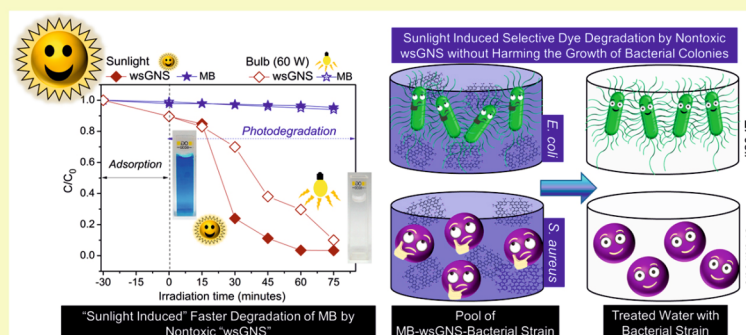 Sunlight Bulb (60 W)
wsGNS MB wsGNS MB
Photodegradation
Adsorption
C/C0
1.0
0.8
0.6
0.4
0.2
0.0
-30 -15 0 15 30 45 60 75
Irradiation time (minutes)
"Sunlight Induced" Faster Degradation of MB by
Nontoxic "wsGNS"
Sunlight Induced Selective Dye Degradation by Nontoxic
wsGNS without Harming the Growth of Bacterial Colonies
E. coli
S. aureus
Pool of
MB-wsGNS-Bacterial Strain
Treated Water with
Bacterial Strain